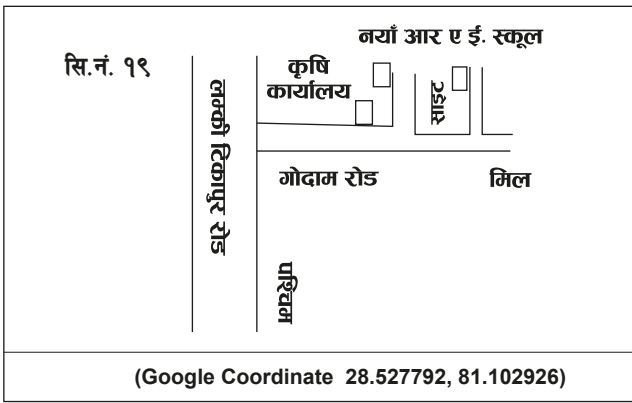 नयाँ आर ए ई. स्कूल
सि.नं. १९
कृषि
कार्यालय
साइट
लम्की टिकापुर रोड
गोदाम रोड
मिल
पश्चिम
(Google Coordinate 28.527792, 81.102926)